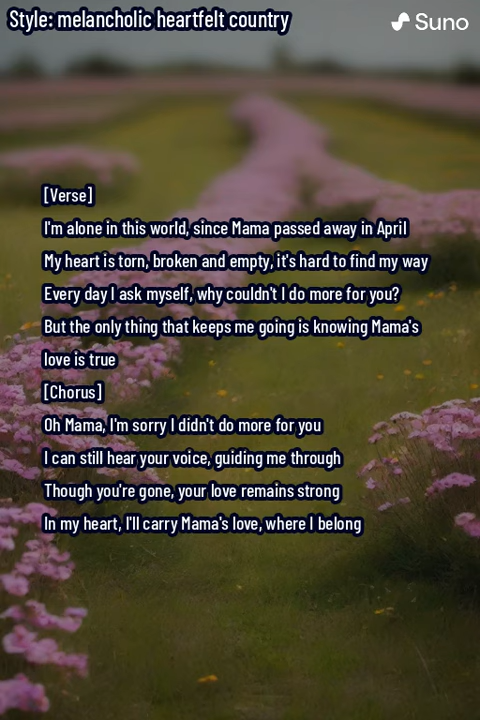 Style: melancholic heartfelt country
Suno
[Verse]
I'm alone in this world, since Mama passed away in April
My heart is torn, broken and empty, it's hard to find my way
Every day I ask myself, why couldn't I do more for you?
But the only thing that keeps me going is knowing Mama's
love is true
[Chorus]
Oh Mama, I'm sorry I didn't do more for you
I can still hear your voice, guiding me through
Though you're gone, your love remains strong
In my heart, I'll carry Mama's love, where I belong